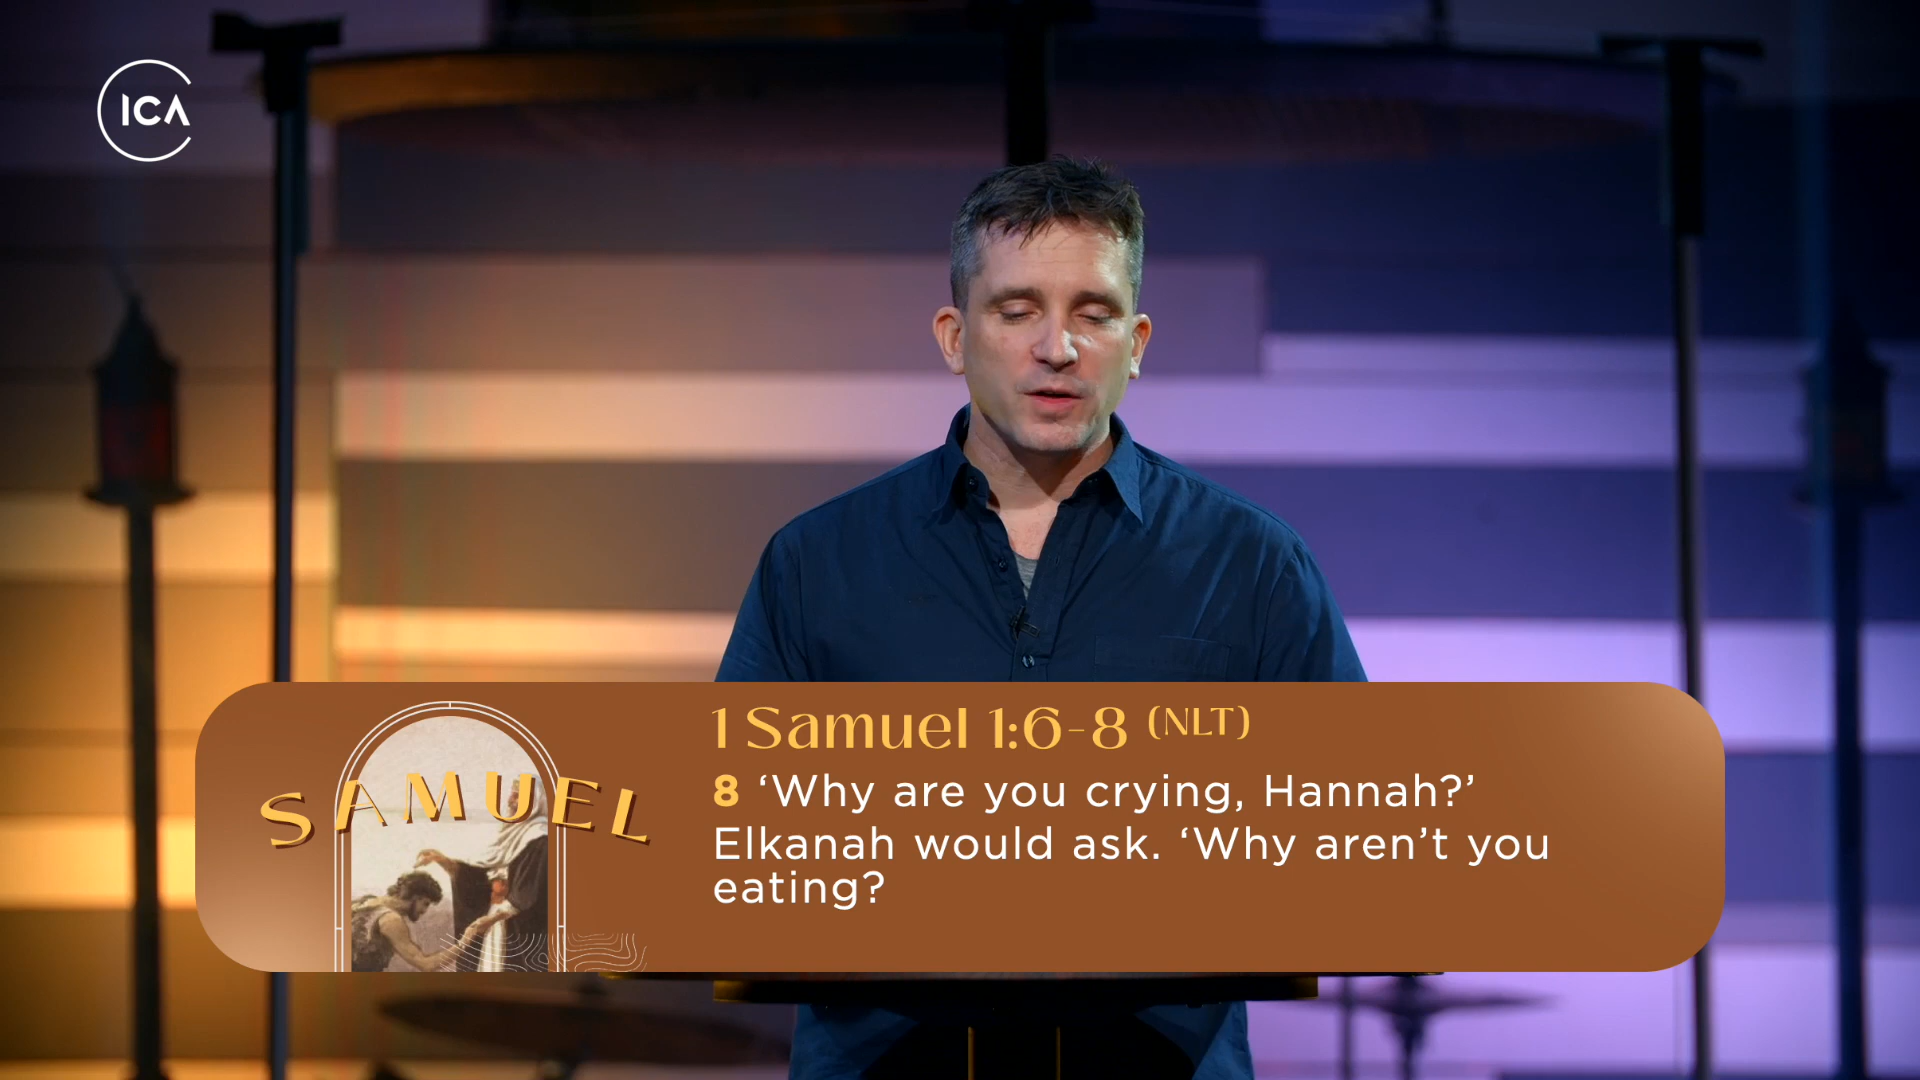 ICA
SAMUEL
1 Samuel 1:6-8 (NLT)
8 ‘Why are you crying, Hannah?’
Elkanah would ask. ‘Why aren’t you
eating?